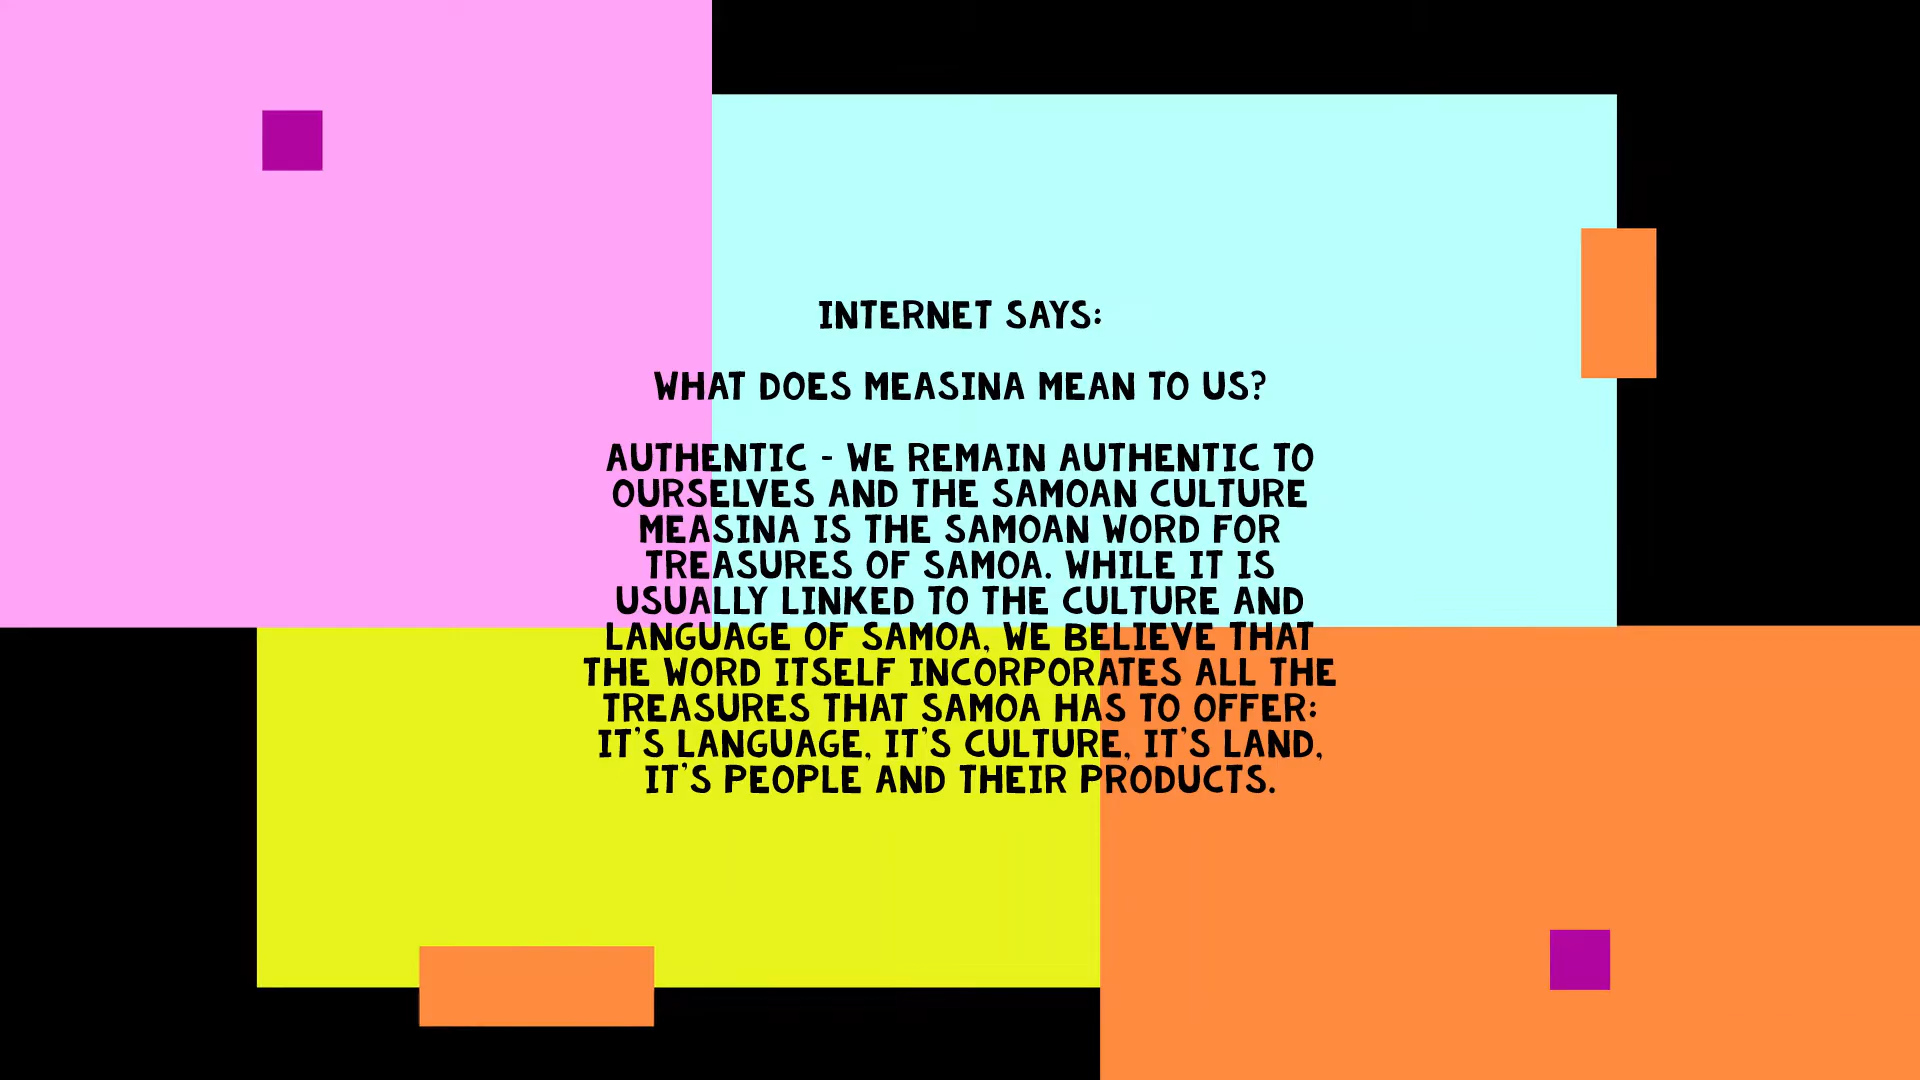 INTERNET SAYS:
WHAT DOES MEASINA MEAN TO US?
AUTHENTIC - WE REMAIN AUTHENTIC TO
OURSELVES AND THE SAMOAN CULTURE
MEASINA IS THE SAMOAN WORD FOR
TREASURES OF SAMOA. WHILE IT IS
USUALLY LINKED TO THE CULTURE AND
LANGUAGE OF SAMOA, WE BELIEVE THAT
THE WORD ITSELF INCORPORATES ALL THE
TREASURES THAT SAMOA HAS TO OFFER:
IT'S LANGUAGE, IT'S CULTURE, IT'S LAND,
IT'S PEOPLE AND THEIR PRODUCTS.